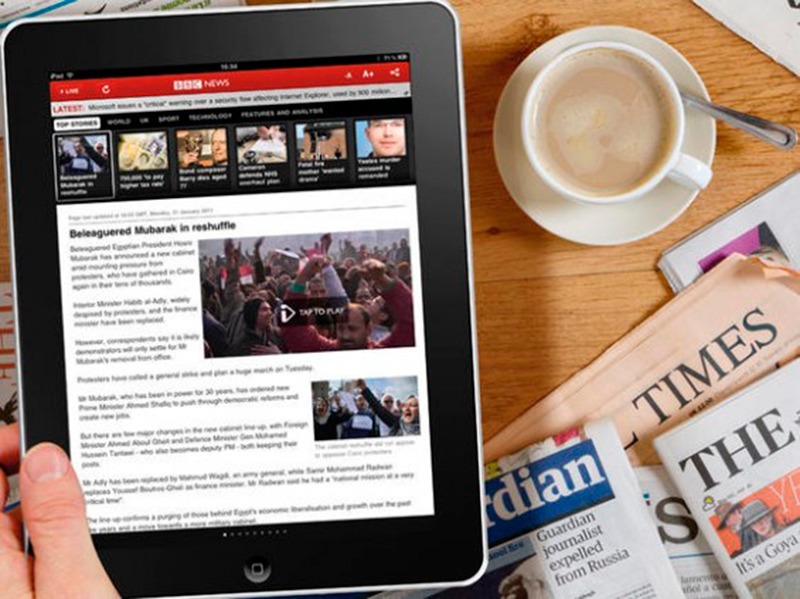 iPad
15:34
71%
LIVE
BBC NEWS
A A+
LATEST: Microsoft issues a "critical" warning over a security flaw affecting Internet Explorer, used by 900 million...
TOP STORIES WORLD UK SPORT TECHNOLOGY FEATURES AND ANALYSIS
Beleaguered
Mubarak in
reshuffle
750,000 'to pay
higher tax rate'
Bond composer
Barry dies aged
77
Cameron
defends NHS
overhaul plan
Fatal fire
mother 'wanted
drama'
Yeates murder
accused is
remanded
Page last updated at GMT, Monday, 31 January 2011
Beleaguered Mubarak in reshuffle
Beleaguered Egyptian President Hosni
Mubarak has announced a new cabinet
amid mounting pressure from
protesters, who have gathered in Cairo
again in their tens of thousands.
Interior Minister Habib al-Adly, widely
despised by protesters, and the finance
minister have been replaced.
However, correspondents say it is likely
demonstrators will only settle for Mr
Mubarak's removal from office.
TAP TO PLAY
Protesters have called a general strike and plan a huge march on Tuesday.
Mr Mubarak, who has been in power for 30 years, has ordered new
Prime Minister Ahmed Shafiq to push through democratic reforms and
create new jobs.
But there are few major changes in the new cabinet line-up, with Foreign
Minister Ahmed Aboul Gheit and Defence Minister Gen Mohamed
Hussein Tantawi - who also becomes deputy PM - both keeping their
posts.
The cabinet reshuffle did not appear
to appease Cairo protesters
Mr Adly has been replaced by Mahmud Wagdi, an army general, while Samir Mohammed Radwan
replaces Youssef Boutros-Ghali as finance minister. Mr Radwan said he had a "national mission at a very
critical time".
The line-up confirms a purging of those behind Egypt's economic liberalisation and growth over the past
years and a move towards a more military cabinet.
TIMES
THE
It's a Goya
rdian
Guardian
journalist
expelled
from Russia
S